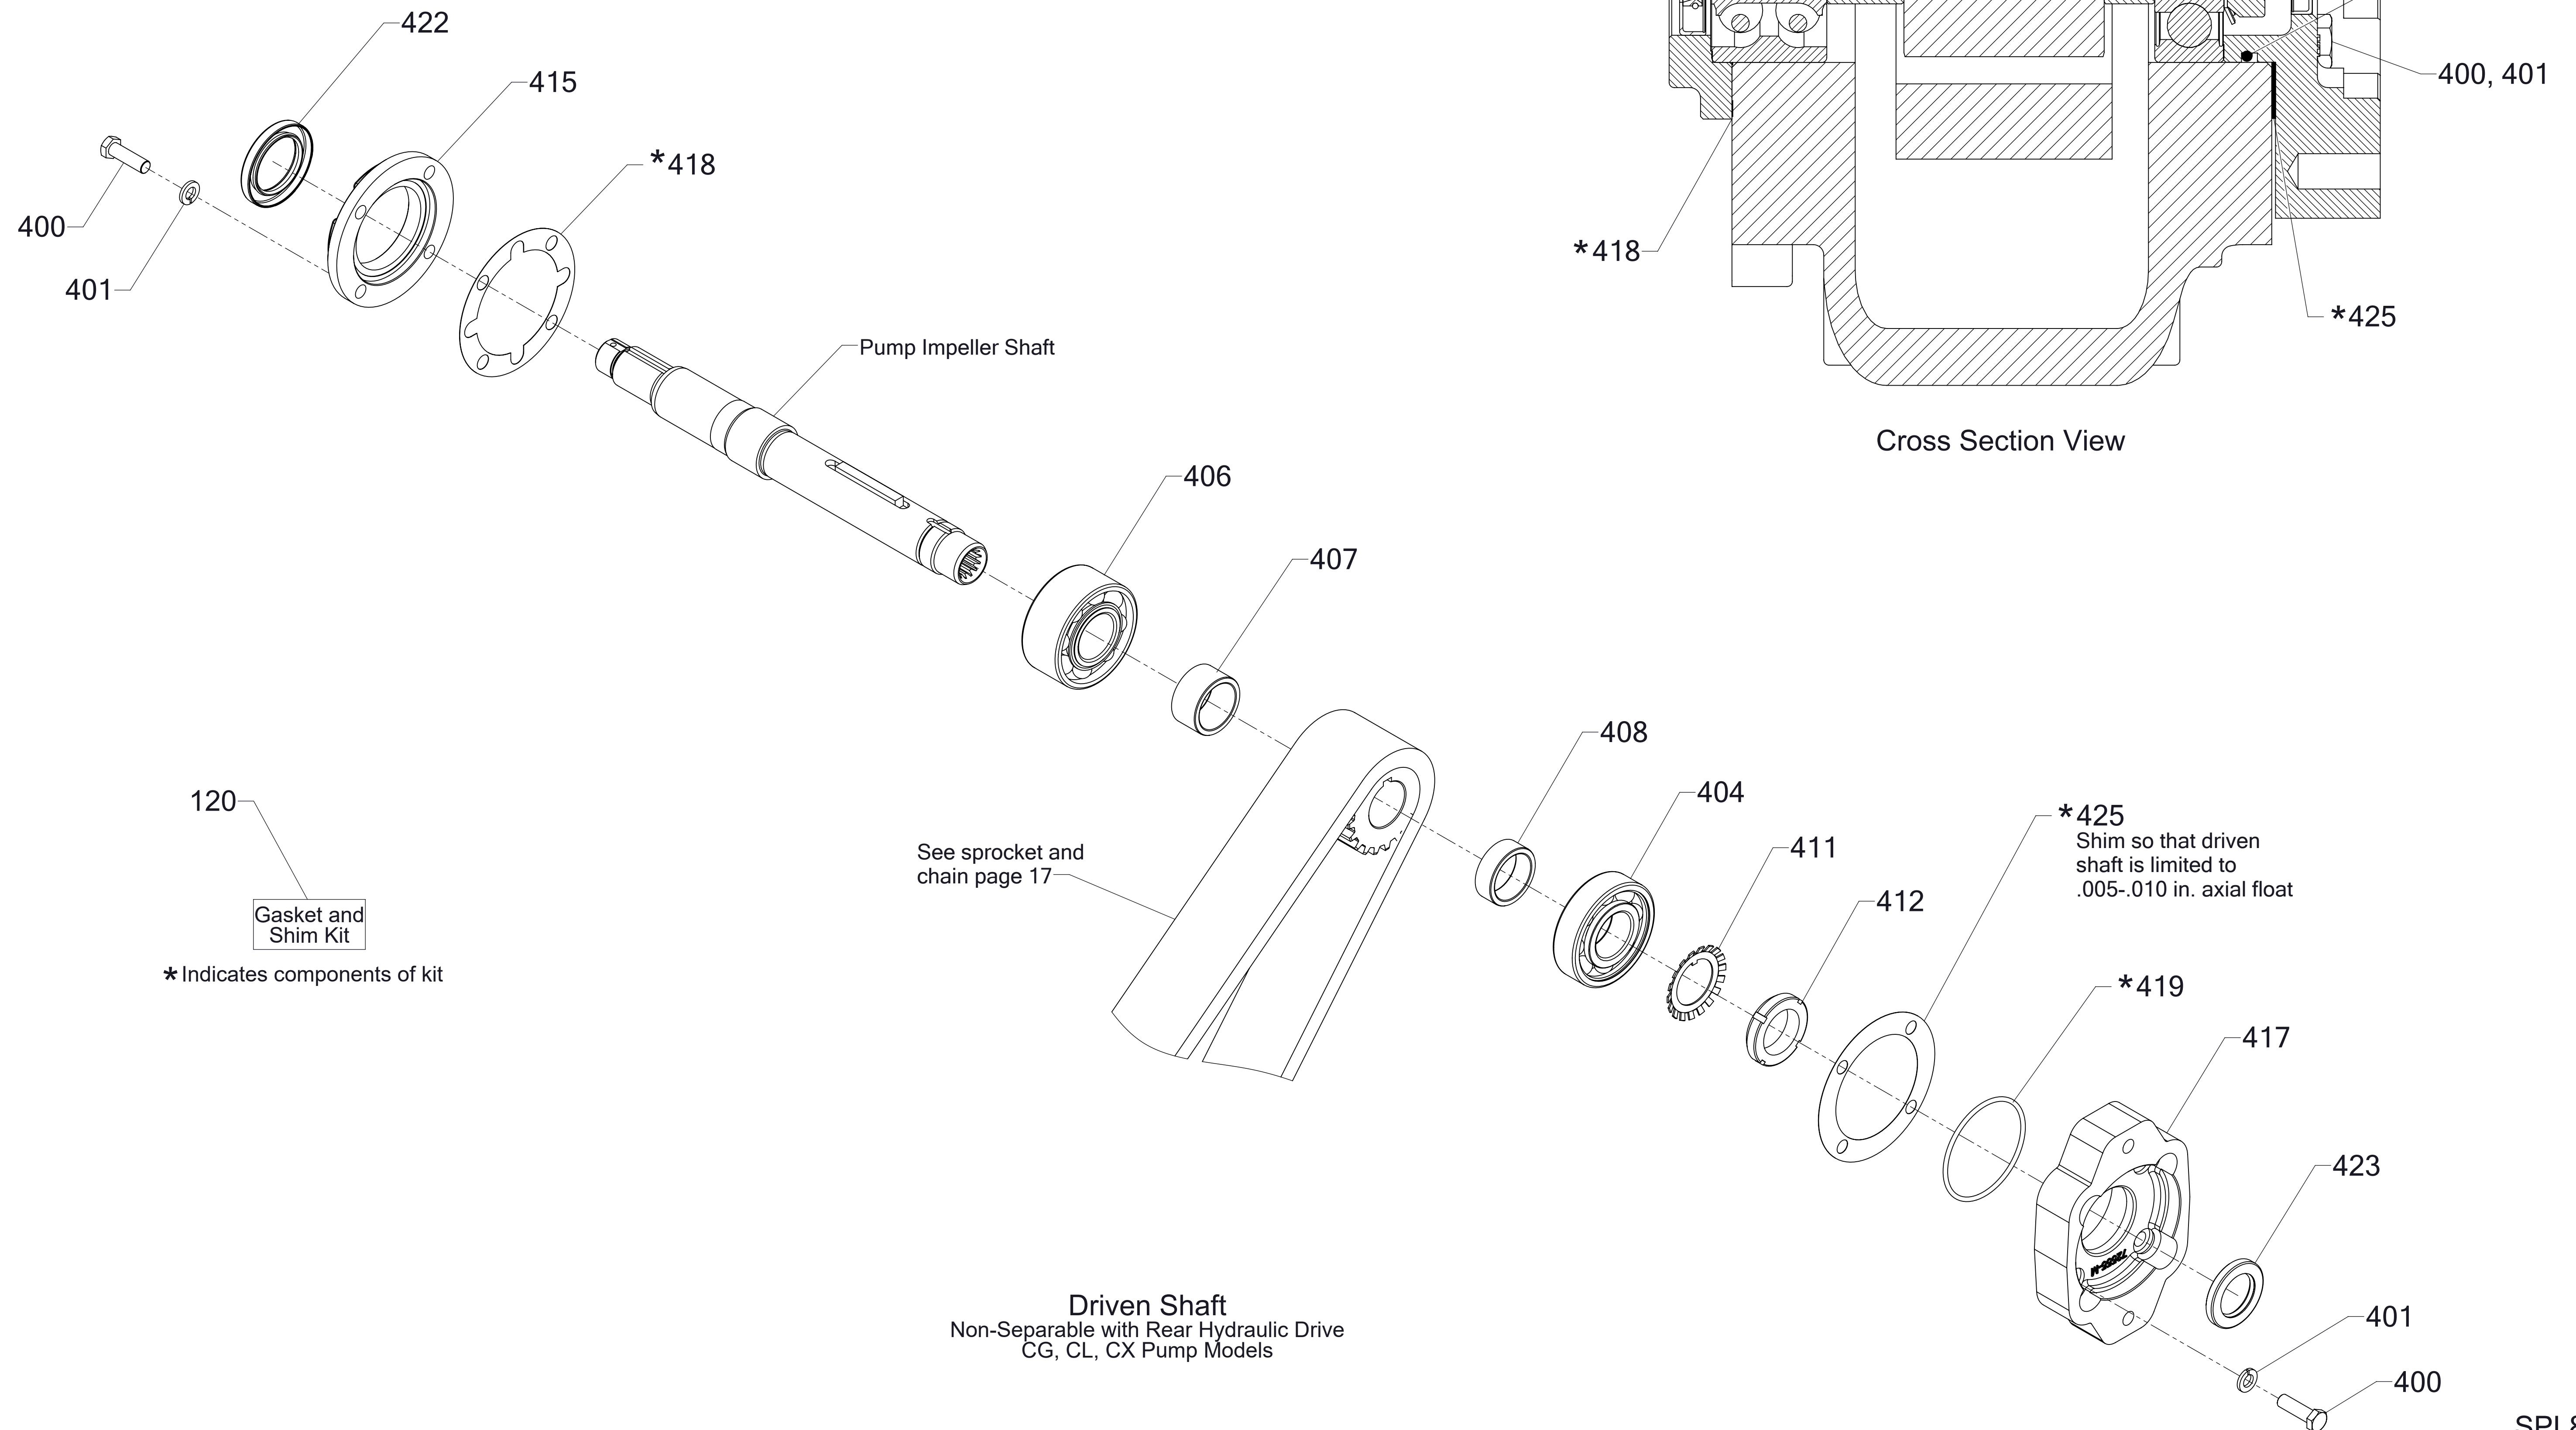 422
415
*418
400
401
Pump Impeller Shaft
400, 401
*418
*425
Cross Section View
406
407
408
404
411
412
*425
Shim so that driven
shaft is limited to
.005-.010 in. axial float
*419
417
423
401
400
120
Gasket and
Shim Kit
*Indicates components of kit
See sprocket and
chain page 17
Driven Shaft
Non-Separable with Rear Hydraulic Drive
CG, CL, CX Pump Models